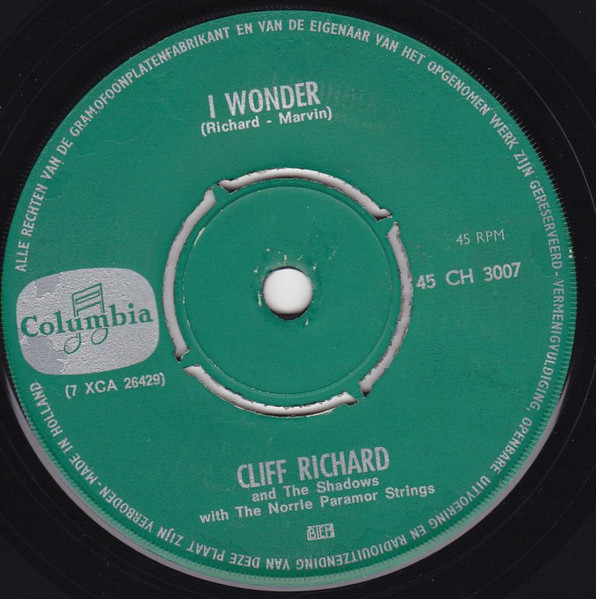 ALLE RECHTEN VAN DE GRAMOFOONPLATENFABRIKANT EN VAN DE EIGENAAR VAN HET OPGENOMEN WERK ZIJN GERESERVEERD-VERMENIGVULDIGING, OPENBARE UITVOERING EN RADIOUITZENDING VAN DEZE PLAAT ZIJN VERBODEN-MADE IN HOLLAND
I WONDER
(Richard - Marvin)
45 RPM
45 CH 3007
Columbia
(7 XCA 26429)
CLIFF RICHARD
and The Shadows
with The Norrie Paramor Strings
BIEM